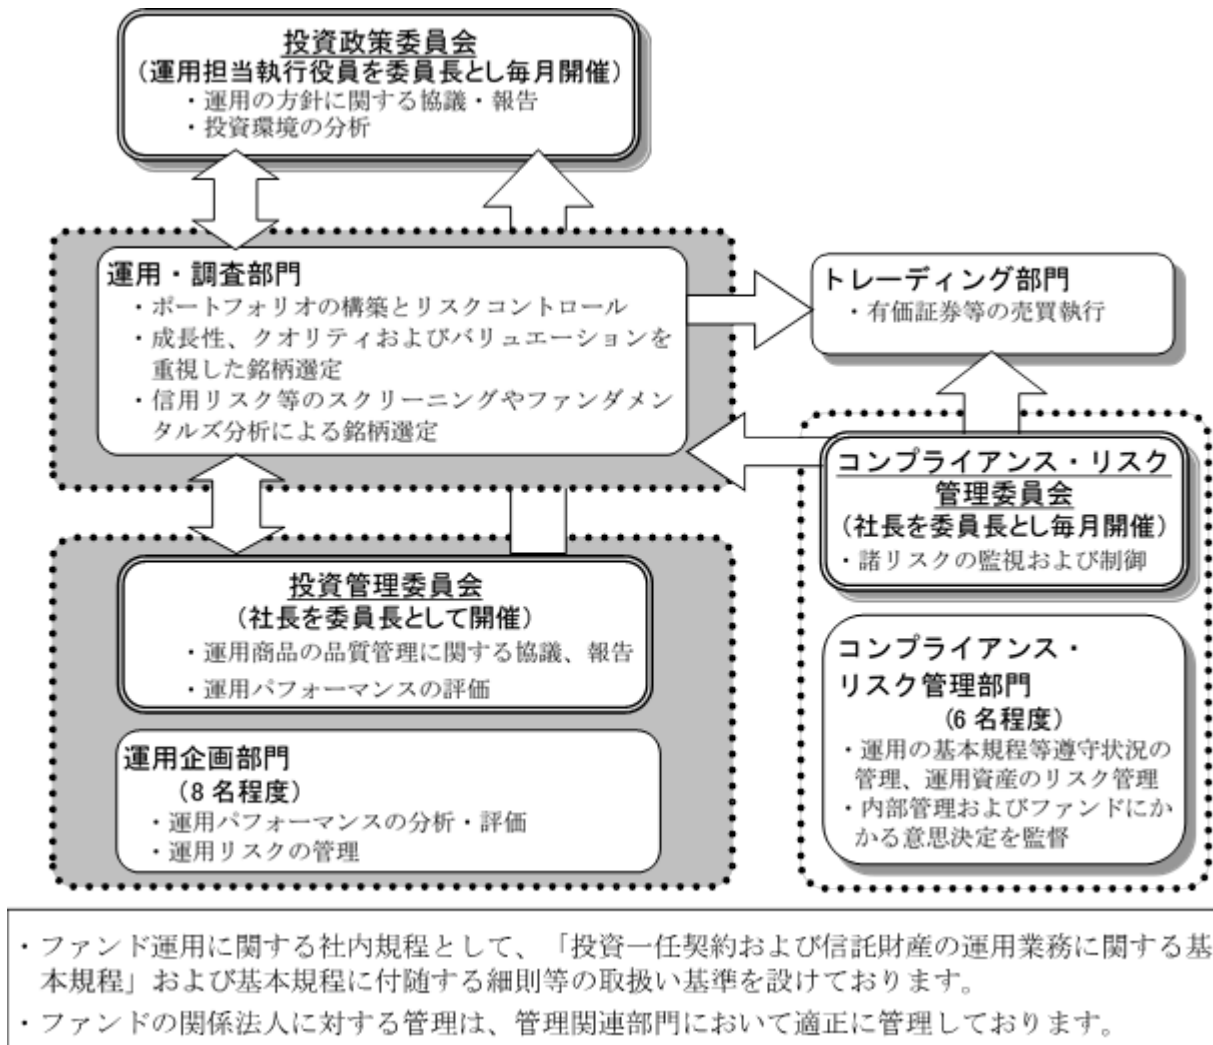 投資政策委員会
(運用担当執行役員を委員長とし毎月開催)
・運用の方針に関する協議・報告
・投資環境の分析
運用・調査部門
・ポートフォリオの構築とリスクコントロール
・成長性、クオリティおよびバリュエーションを
重視した銘柄選定
・信用リスク等のスクリーニングやファンダメン
タルズ分析による銘柄選定
トレーディング部門
・有価証券等の売買執行
コンプライアンス・リスク
管理委員会
(社長を委員長とし毎月開催)
・諸リスクの監視および制御
投資管理委員会
(社長を委員長として開催)
・運用商品の品質管理に関する協議、報告
・運用パフォーマンスの評価
コンプライアンス・
リスク管理部門
(6 名程度)
・運用の基本規程等遵守状況の
管理、運用資産のリスク管理
・内部管理およびファンドにか
かる意思決定を監督
運用企画部門
(8 名程度)
・運用パフォーマンスの分析・評価
・運用リスクの管理
・ファンド運用に関する社内規程として、「投資一任契約および信託財産の運用業務に関する基
本規程」および基本規程に付随する細則等の取扱い基準を設けております。
・ファンドの関係法人に対する管理は、管理関連部門において適正に管理しております。